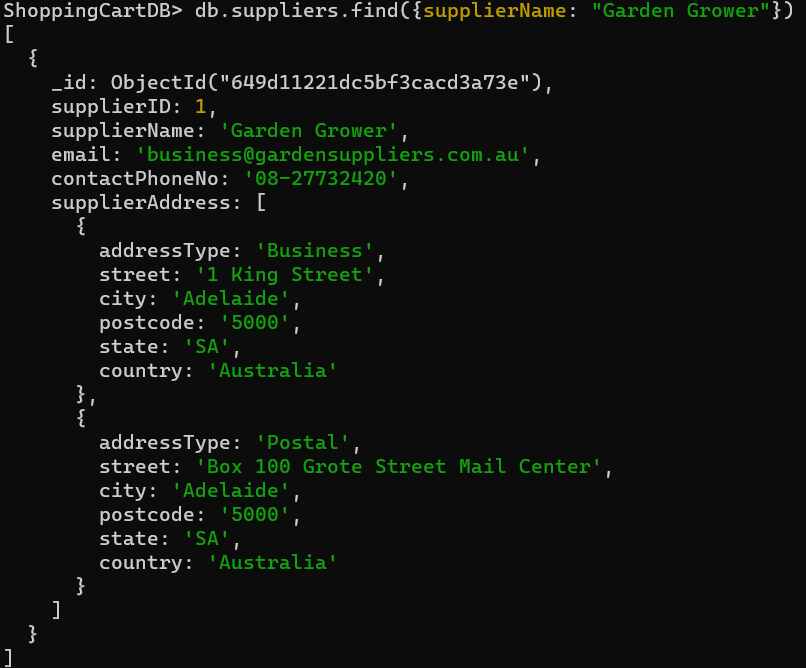 ShoppingCartDB> db.suppliers.find({supplierName: "Garden Grower"})
[
  {
    _id: ObjectId("649d11221dc5bf3cacd3a73e"),
    supplierID: 1,
    supplierName: 'Garden Grower',
    email: 'business@gardensuppliers.com.au',
    contactPhoneNo: '08-27732420',
    supplierAddress: [
      {
        addressType: 'Business',
        street: '1 King Street',
        city: 'Adelaide',
        postcode: '5000',
        state: 'SA',
        country: 'Australia'
      },
      {
        addressType: 'Postal',
        street: 'Box 100 Grote Street Mail Center',
        city: 'Adelaide',
        postcode: '5000',
        state: 'SA',
        country: 'Australia'
      }
    ]
  }
]